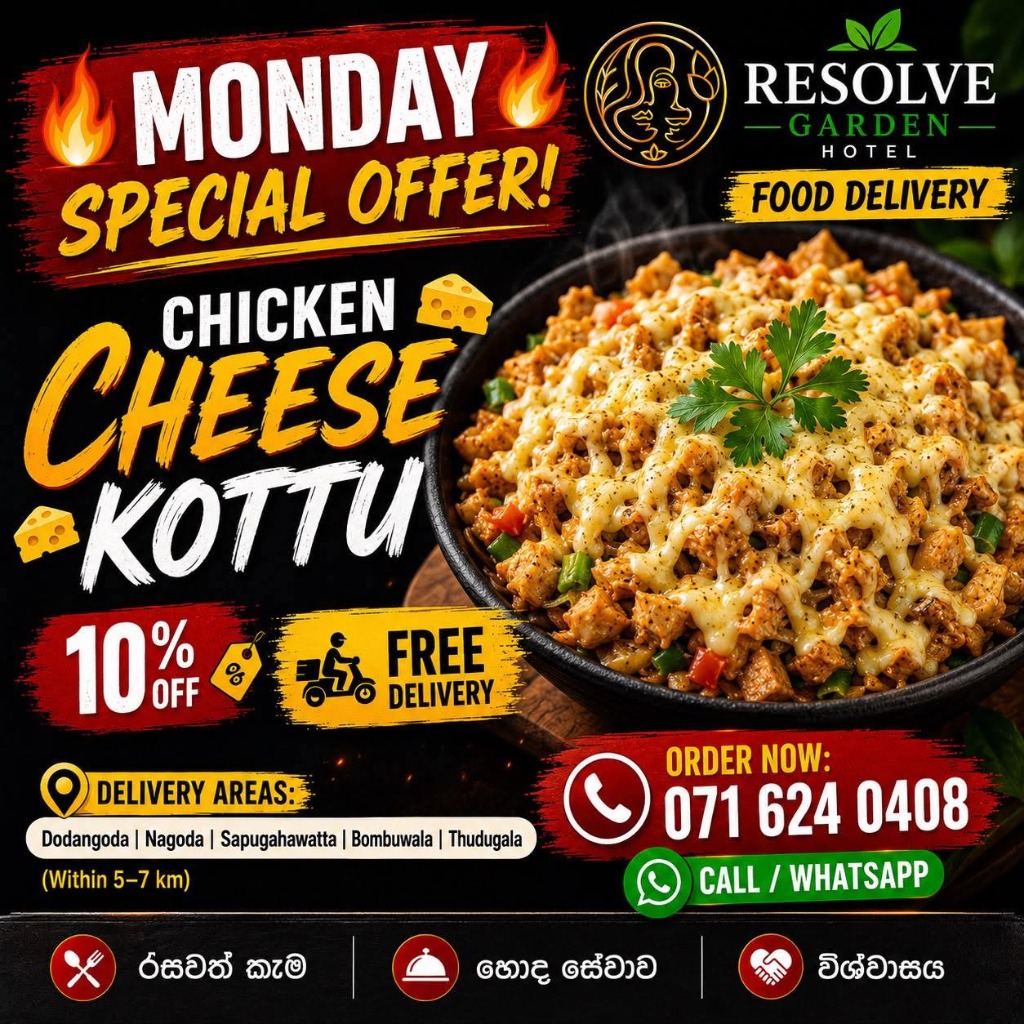 MONDAY
SPECIAL OFFER!
RESOLVE
GARDEN
HOTEL
FOOD DELIVERY
CHICKEN
CHEESE
KOTTU
10%
OFF
%
FREE
DELIVERY
DELIVERY AREAS:
Dodangoda | Nagoda | Sapugahawatta | Bombuwala | Thudugala
(Within 5–7 km)
ORDER NOW:
071 624 0408
CALL / WHATSAPP
රසවත් කෑම
හොද සේවාව
විශ්වාසය